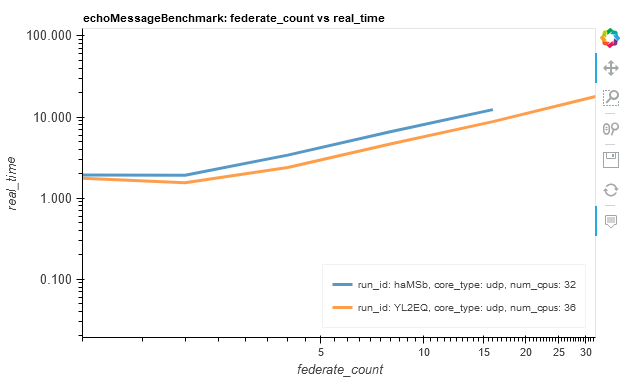 echoMessageBenchmark: federate_count vs real_time
100.000
10.000
1.000
0.100
real_time
run_id: haMSb, core_type: udp, num_cpus: 32
run_id: YL2EQ, core_type: udp, num_cpus: 36
5
10
15
20
25
30
federate_count